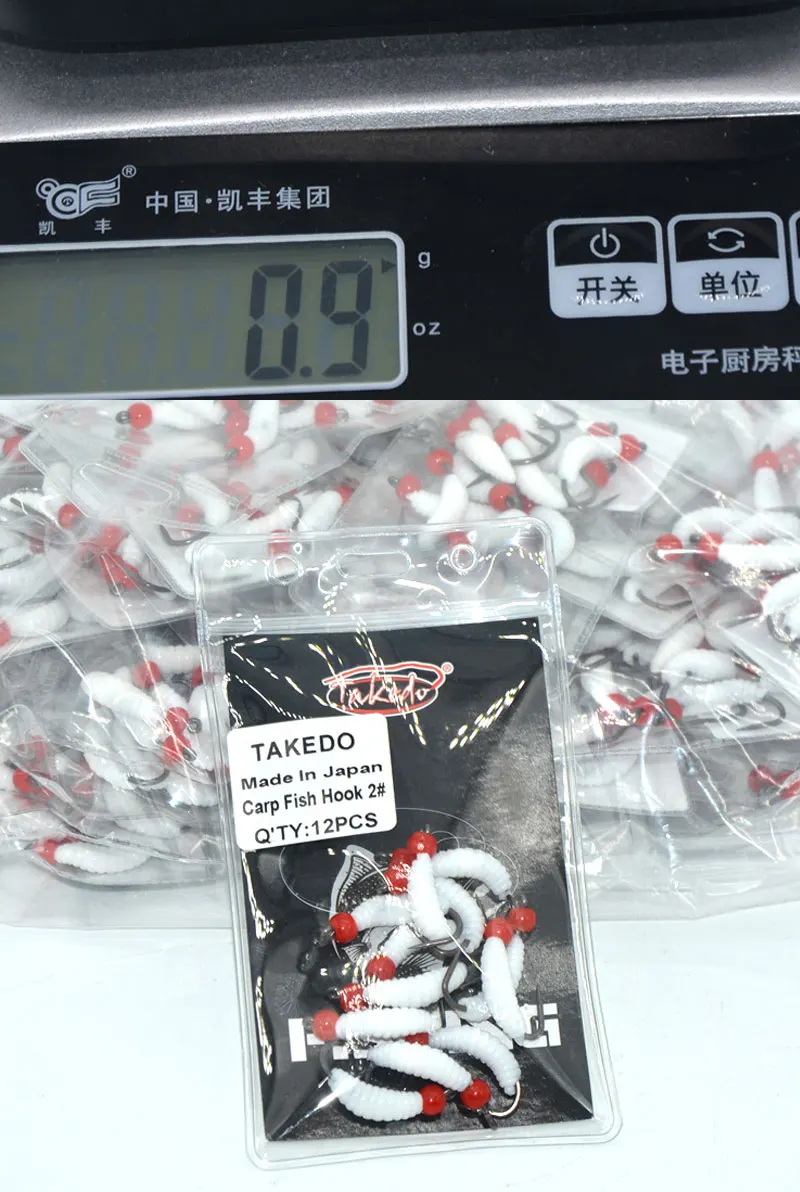 ®
中国·凯丰集团
凯丰
g
0.9
oz
开关
单位
电子厨房秤
Takedo®
TAKEDO
Made In Japan
Carp Fish Hook 2#
Q'TY:12PCS